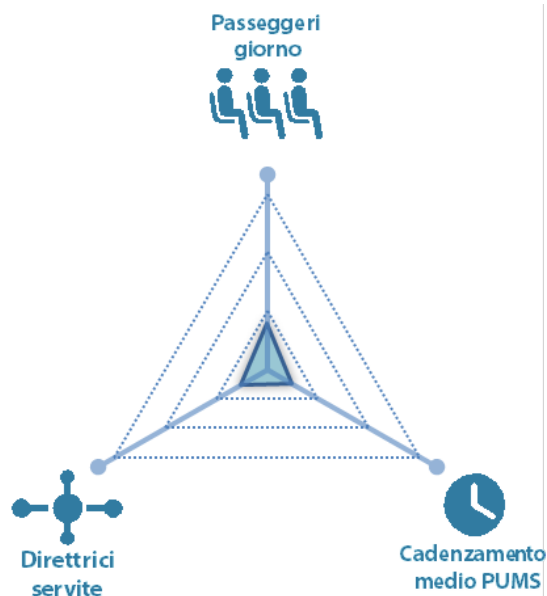 Passeggeri
giorno
Direttrici
servite
Cadenzamento
medio PUMS